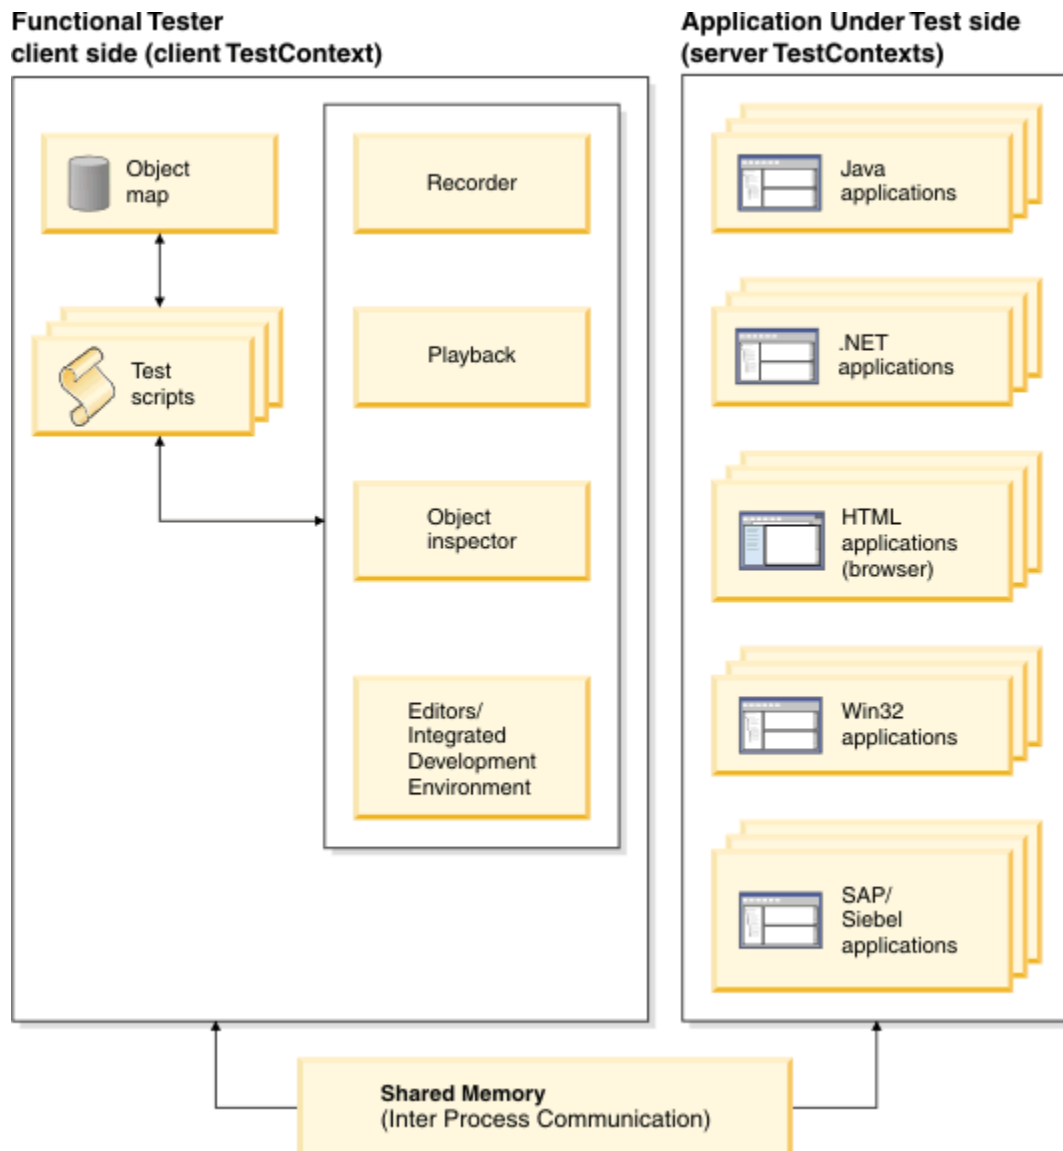 Functional Tester
client side (client TestContext)
Object
map
Test
scripts
Recorder
Playback
Object
inspector
Editors/
Integrated
Development
Environment
Application Under Test side
(server TestContexts)
Java
applications
.NET
applications
HTML
applications
(browser)
Win32
applications
SAP/
Siebel
applications
Shared Memory
(Inter Process Communication)